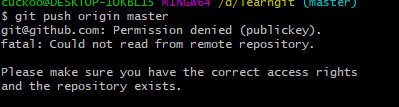 cuckoo@DESKTOP-1OKBL15 MINGW64 /d/learngit (master)
$ git push origin master
git@github.com: Permission denied (publickey).
fatal: Could not read from remote repository.
Please make sure you have the correct access rights
and the repository exists.